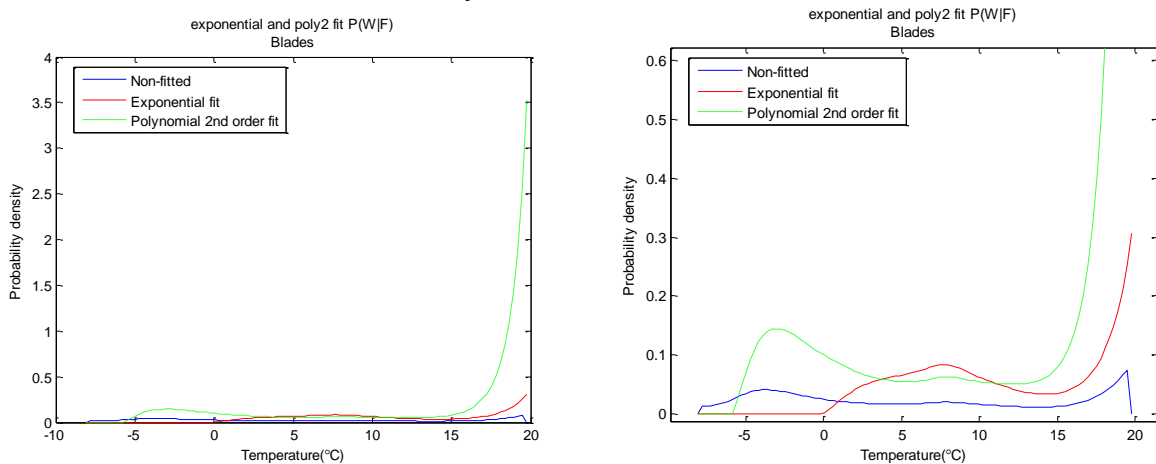 exponential and poly2 fit P(W|F)
Blades
4
3.5
3
2.5
2
1.5
1
0.5
0
-10
-5
0
5
10
15
20
Probability density
Temperature(°C)
Non-fitted
Exponential fit
Polynomial 2nd order fit
exponential and poly2 fit P(W|F)
Blades
0.6
0.5
0.4
0.3
0.2
0.1
0
-5
0
5
10
15
20
Probability density
Temperature(°C)
Non-fitted
Exponential fit
Polynomial 2nd order fit